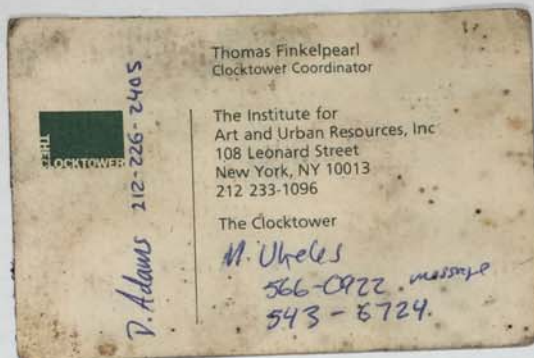 Thomas Finkelpearl
Clocktower Coordinator
The Institute for
Art and Urban Resources, Inc
108 Leonard Street
New York, NY 10013
212 233-1096
The Clocktower
M. Ukeles
566-0922 message
543-6724.
THE
CLOCKTOWER
D. Adams 212-226-2405